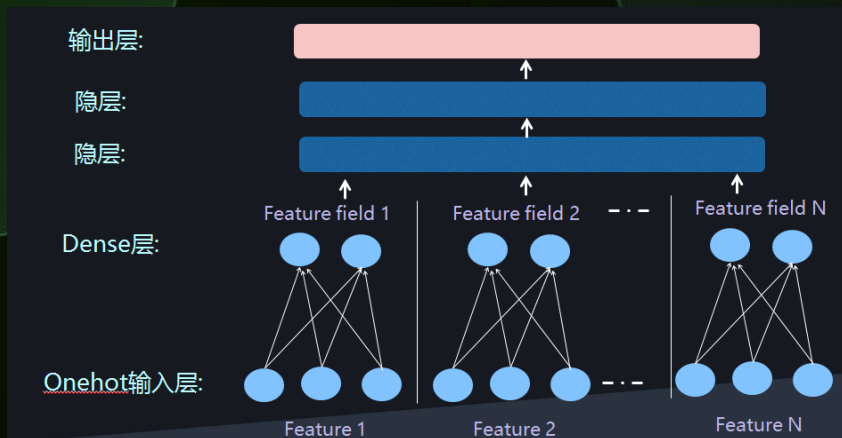 输出层:
隐层:
隐层:
Feature field 1
Feature field 2
Feature field N
Dense层:
Onehot输入层:
Feature 1
Feature 2
Feature N